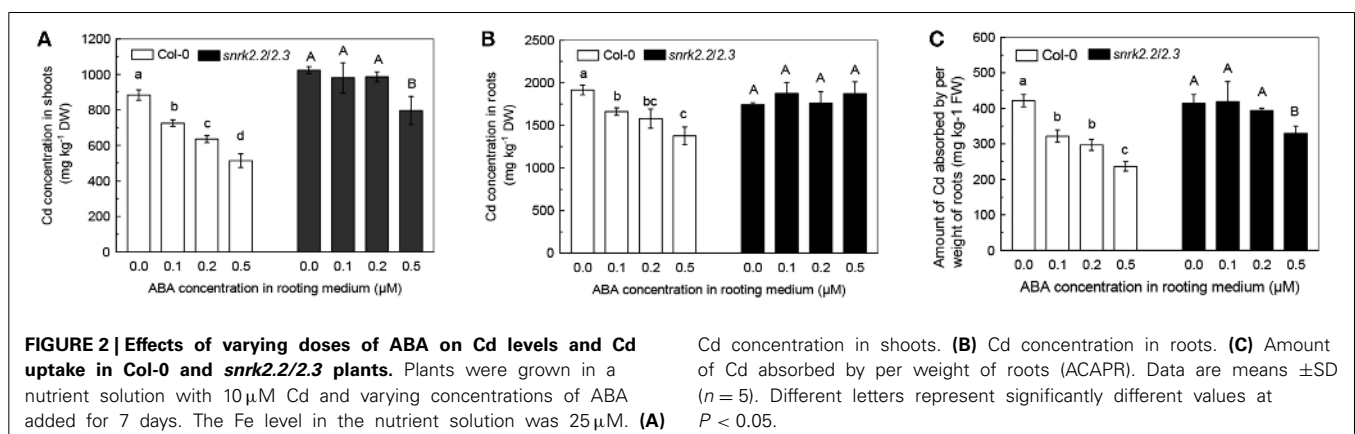 A
Col-0 snrk2.2/2.3
Cd concentration in shoots
(mg kg-1 DW)
1200
1000
800
600
400
200
0
a b c d A A A B
0.0 0.1 0.2 0.5 0.0 0.1 0.2 0.5
ABA concentration in rooting medium (µM)
B
Col-0 snrk2.2/2.3
Cd concentration in roots
(mg kg-1 DW)
2500
2000
1750
1500
1250
750
500
0
a b bc c A A A A
0.0 0.1 0.2 0.5 0.0 0.1 0.2 0.5
ABA concentration in rooting medium (µM)
C
Col-0 snrk2.2/2.3
Amount of Cd absorbed by per
weight of roots (mg kg-1 FW)
600
500
400
300
200
100
0
a b b c A A A B
0.0 0.1 0.2 0.5 0.0 0.1 0.2 0.5
ABA concentration in rooting medium (µM)
FIGURE 2 | Effects of varying doses of ABA on Cd levels and Cd
uptake in Col-0 and snrk2.2/2.3 plants. Plants were grown in a
nutrient solution with 10 µM Cd and varying concentrations of ABA
added for 7 days. The Fe level in the nutrient solution was 25 µM. (A)
Cd concentration in shoots. (B) Cd concentration in roots. (C) Amount
of Cd absorbed by per weight of roots (ACAPR). Data are means ±SD
(n = 5). Different letters represent significantly different values at
P < 0.05.